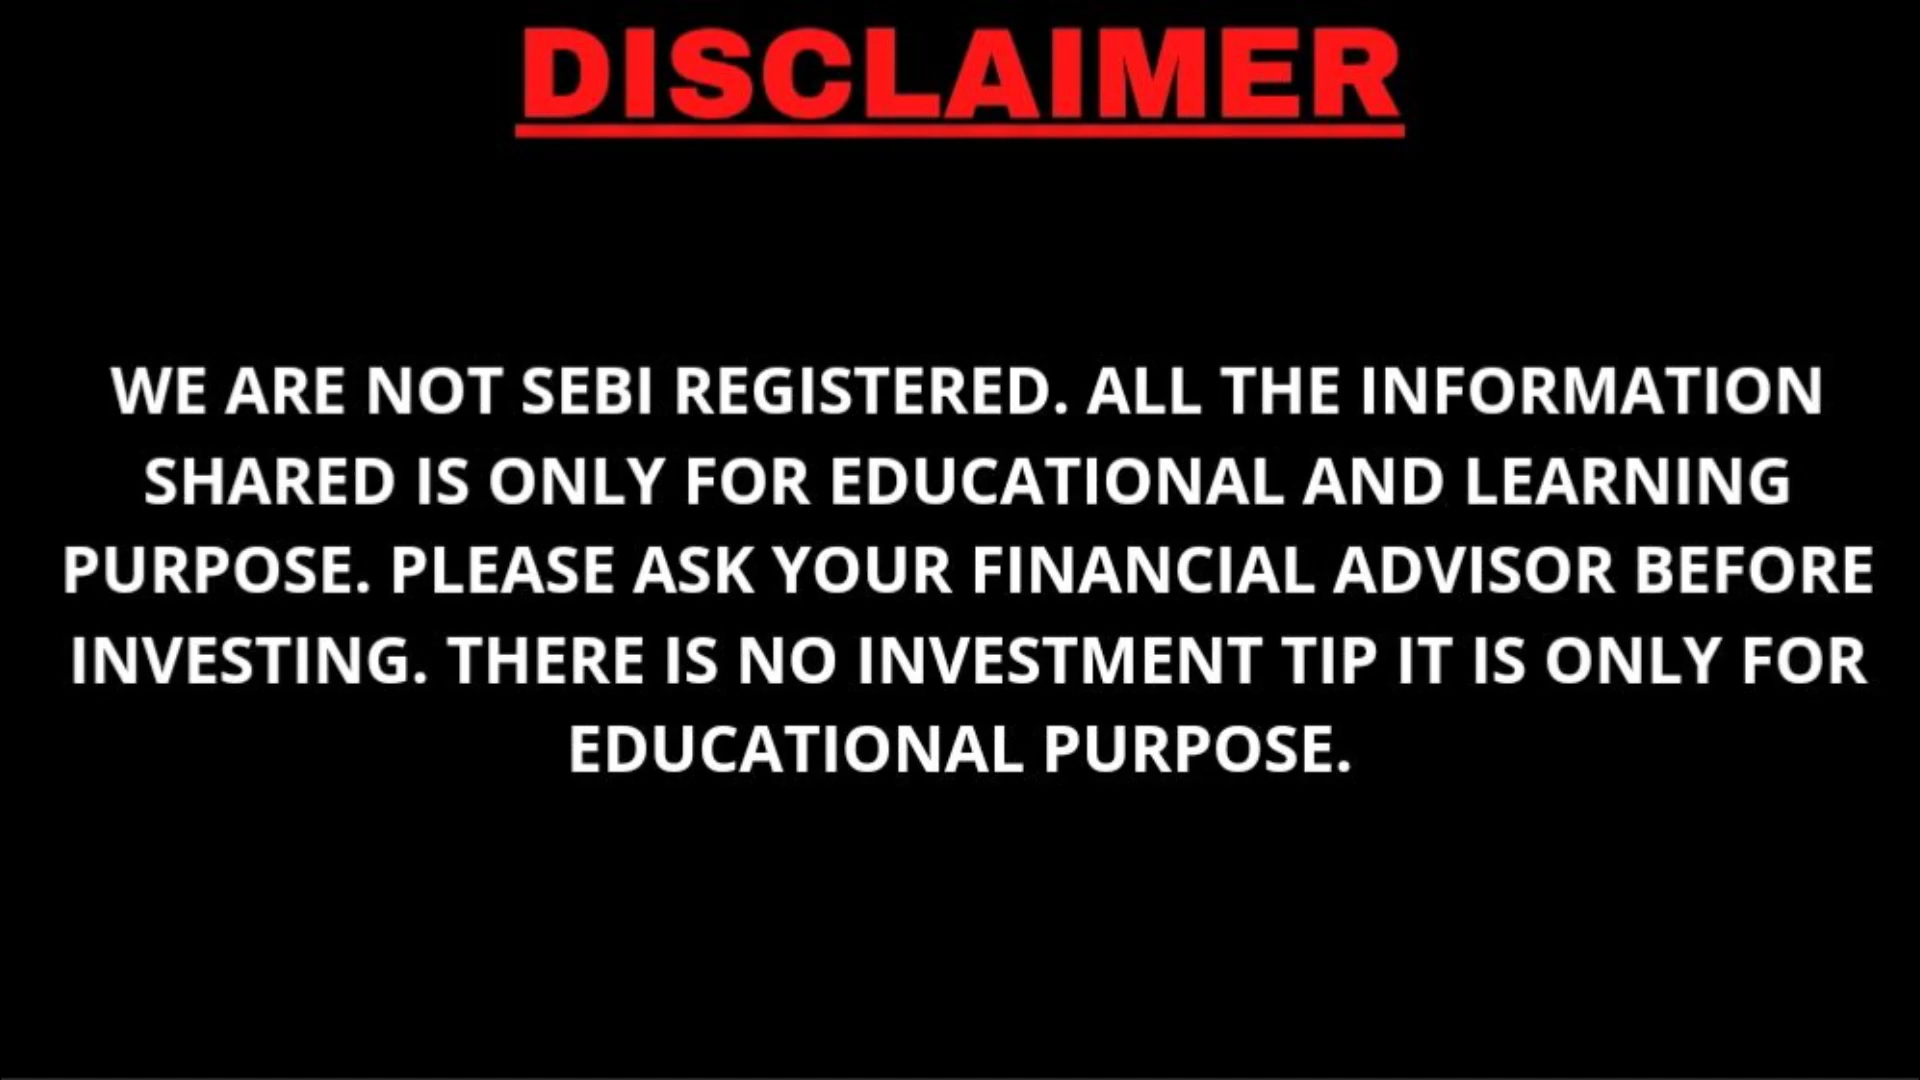 DISCLAIMER
WE ARE NOT SEBI REGISTERED. ALL THE INFORMATION
SHARED IS ONLY FOR EDUCATIONAL AND LEARNING
PURPOSE. PLEASE ASK YOUR FINANCIAL ADVISOR BEFORE
INVESTING. THERE IS NO INVESTMENT TIP IT IS ONLY FOR
EDUCATIONAL PURPOSE.